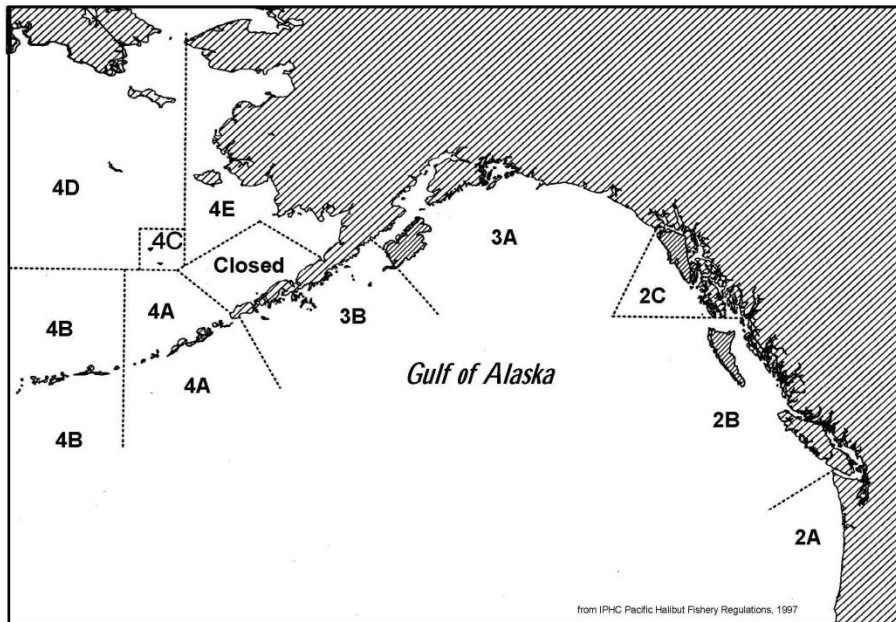 4D
4E
4C
3A
Closed
2C
4B
4A
3B
4A
Gulf of Alaska
2B
4B
2A
from IPHC Pacific Halibut Fishery Regulations, 1997